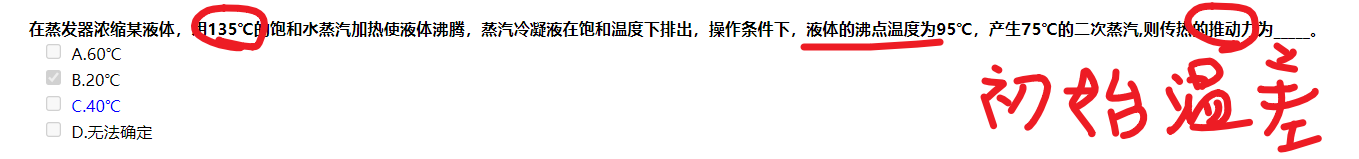 在蒸发器浓缩某液体，用135℃的饱和水蒸汽加热使液体沸腾，蒸汽冷凝液在饱和温度下排出，操作条件下，液体的沸点温度为95℃，产生75℃的二次蒸汽,则传热的推动力为_____。
A.60℃
B.20℃
C.40℃
D.无法确定
初始温差